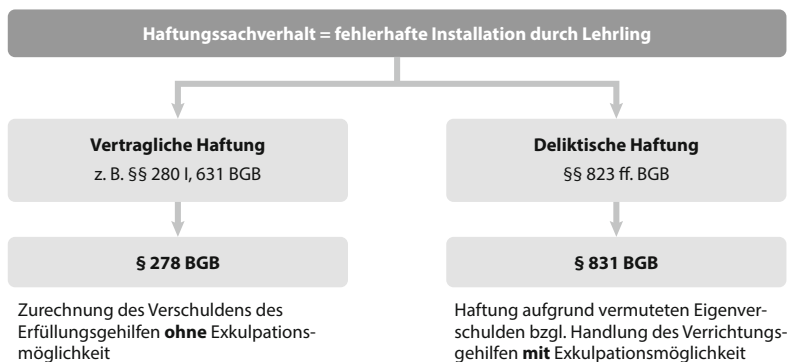 Haftungssachverhalt = fehlerhafte Installation durch Lehrling
Vertragliche Haftung
z. B. §§ 280 I, 631 BGB
§ 278 BGB
Zurechnung des Verschuldens des
Erfüllungsgehilfen ohne Exkulpations-
möglichkeit
Deliktische Haftung
§§ 823 ff. BGB
§ 831 BGB
Haftung aufgrund vermuteten Eigenver-
schulden bzgl. Handlung des Verrichtungs-
gehilfen mit Exkulpationsmöglichkeit